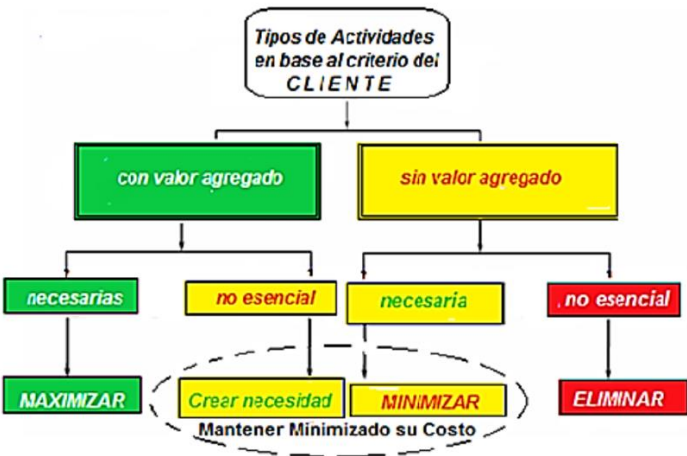 Tipos de Actividades
en base al criterio del
CLIENTE
con valor agregado
sin valor agregado
necesarias
no esencial
necesaria
no esencial
MAXIMIZAR
Crear necesidad
MINIMIZAR
ELIMINAR
Mantener Minimizado su Costo